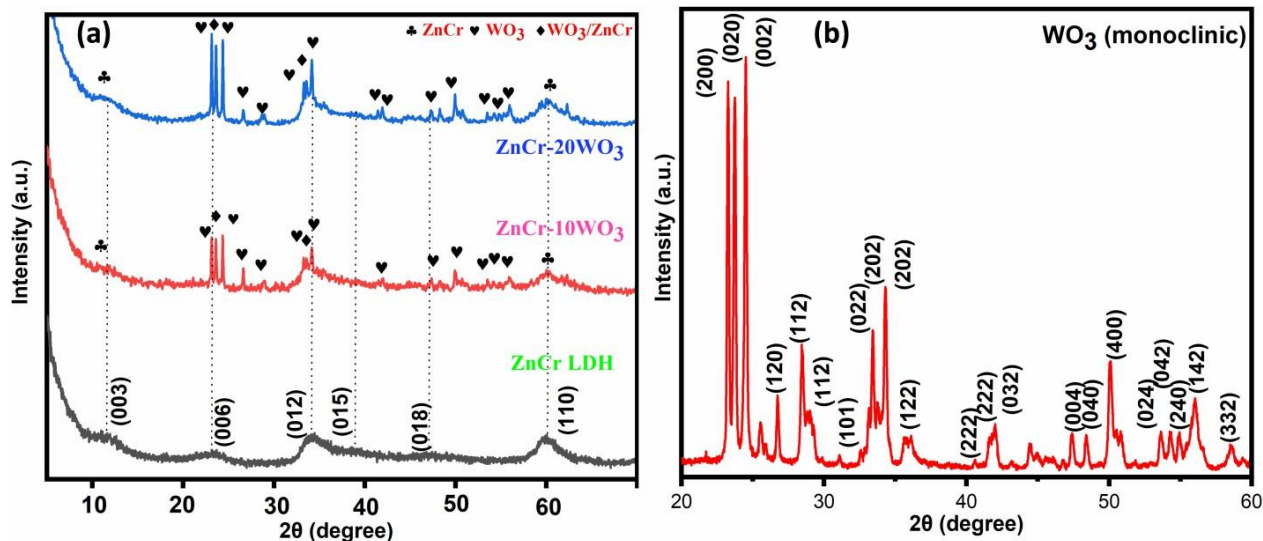 (a)
♣ ZnCr ♥ WO₃ ♦ WO₃/ZnCr
ZnCr-20WO₃
ZnCr-10WO₃
ZnCr LDH
(003)
(006)
(012)
(015)
(018)
(110)
Intensity (a.u.)
10 20 30 40 50 60
2θ (degree)
(b)
WO₃ (monoclinic)
(200)
(020)
(002)
(120)
(112)
(112)
(101)
(022)
(202)
(202)
(122)
(222)
(222)
(032)
(004)
(040)
(400)
(024)
(042)
(240)
(142)
(332)
Intensity (a.u.)
20 30 40 50 60
2θ (degree)